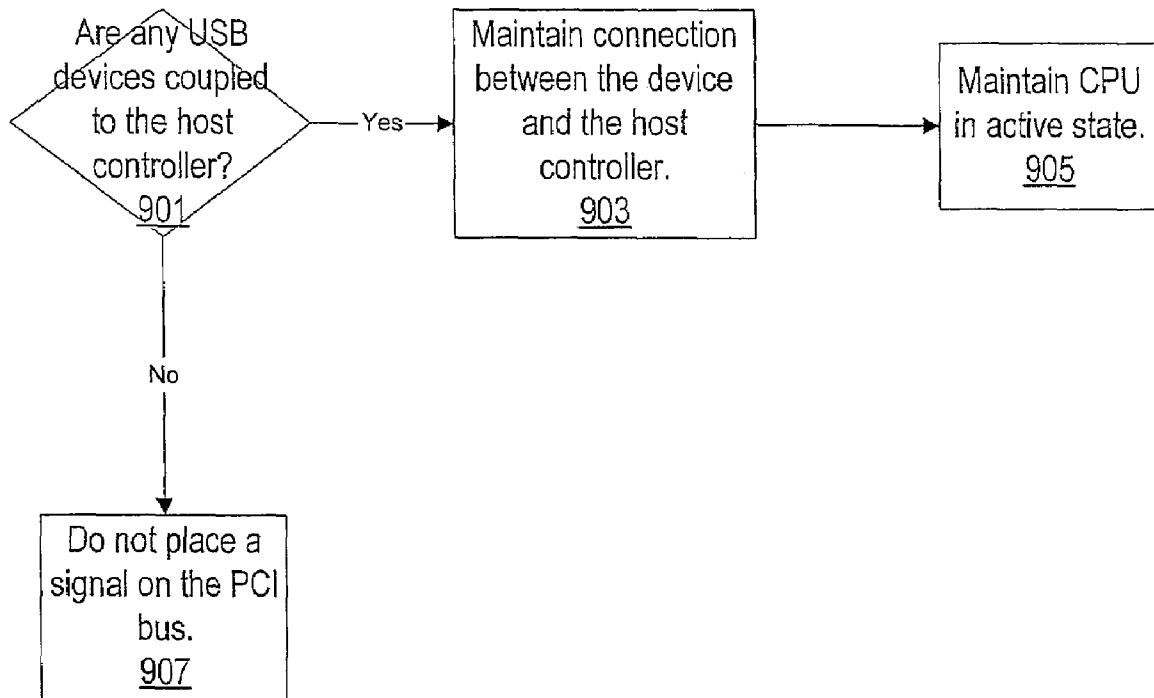 Are any USB
devices coupled
to the host
controller?
901
Yes
Maintain connection
between the device
and the host
controller.
903
Maintain CPU
in active state.
905
No
Do not place a
signal on the PCI
bus.
907